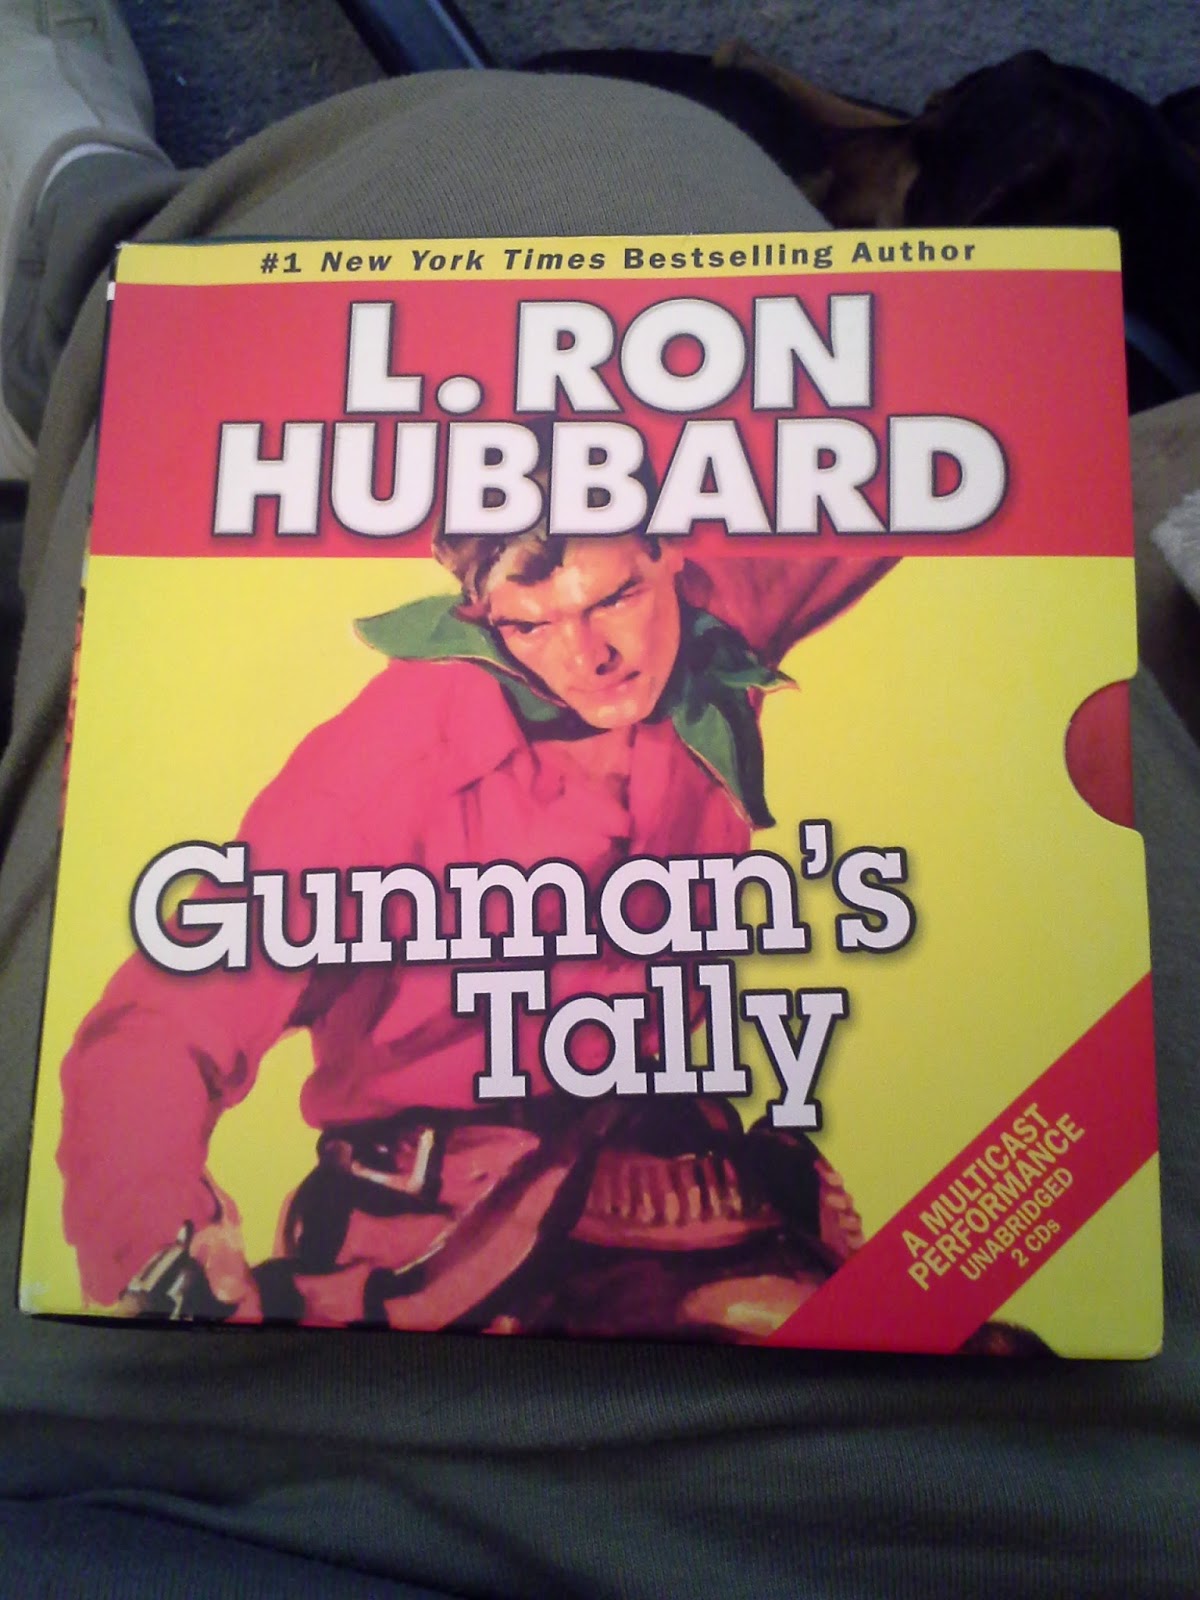 #1 New York Times Bestselling Author
L. RON
HUBBARD
Gunman's
Tally
A MULTICAST
PERFORMANCE
UNABRIDGED
2 CDs